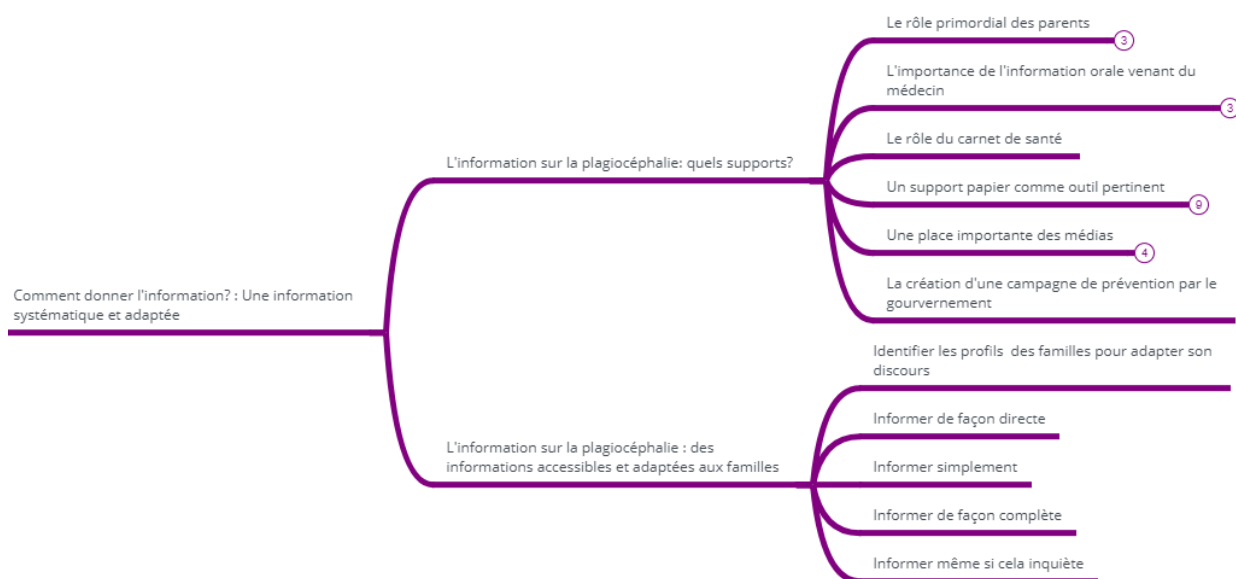 Le rôle primordial des parents
3
L'importance de l'information orale venant du
médecin
3
Le rôle du carnet de santé
L'information sur la plagiocéphalie: quels supports?
Un support papier comme outil pertinent
9
Une place importante des médias
4
La création d'une campagne de prévention par le
gourvernement
Comment donner l'information? : Une information
systématique et adaptée
Identifier les profils des familles pour adapter son
discours
Informer de façon directe
L'information sur la plagiocéphalie : des
informations accessibles et adaptées aux familles
Informer simplement
Informer de façon complète
Informer même si cela inquiète